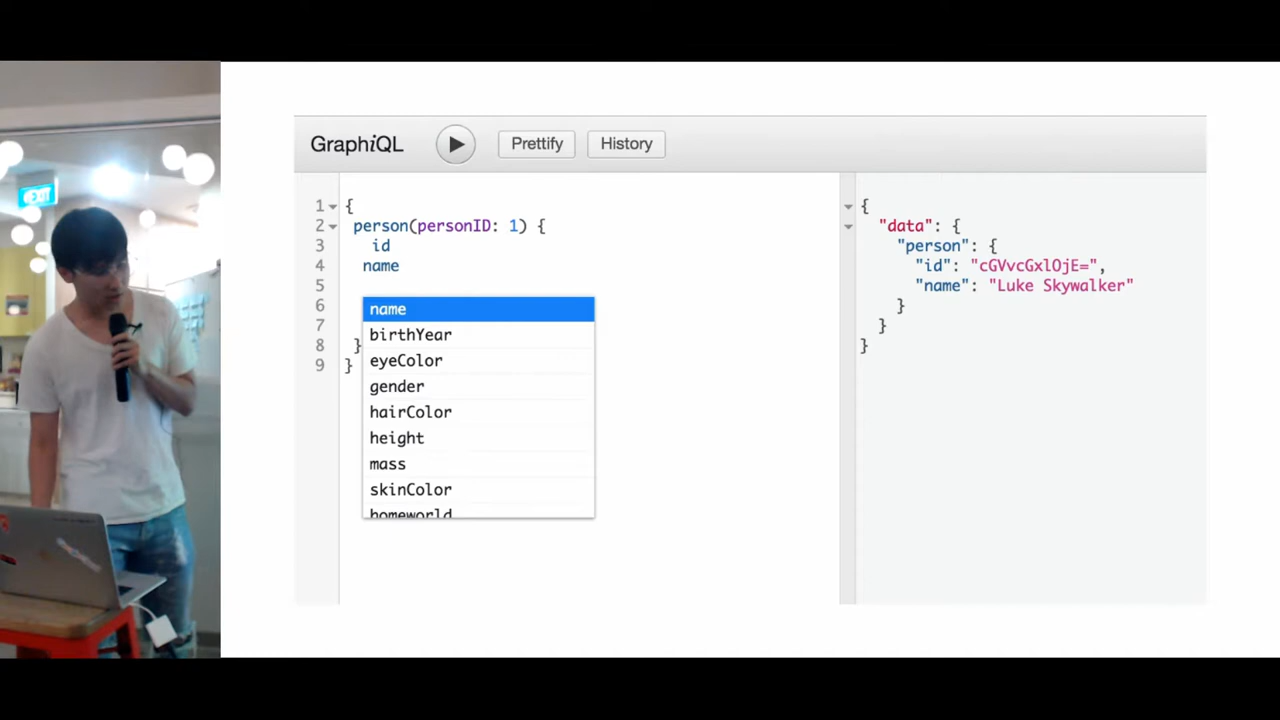 EXIT
GraphiQL Prettify History
1 {
2 person(personID: 1) {
3 id
4 name
5
6
7
8 }
9 }
name
birthYear
eyeColor
gender
hairColor
height
mass
skinColor
homeworld
{
"data": {
"person": {
"id": "cGVvcGxlOjE=",
"name": "Luke Skywalker"
}
}
}